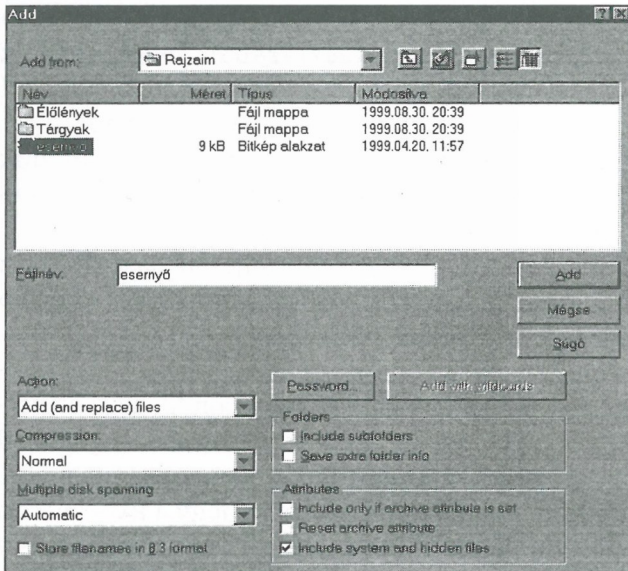 Add
Add from: Rajzaim
Név Méret Típus Módosítva
Élőlények Fájl mappa 1999.08.30. 20:39
Tárgyak Fájl mappa 1999.08.30. 20:39
esernyő 9 kB Bitkép alakzat 1999.04.20. 11:57
Fájlnév: esernyő
Add
Mégse
Súgó
Action:
Add (and replace) files
Compression:
Normal
Multiple disk spanning
Automatic
Store filenames in 8.3 format
Password...
Add with wildcards
Folders
Include subfolders
Save extra folder info
Attributes
Include only if archive attribute is set
Reset archive attribute
Include system and hidden files